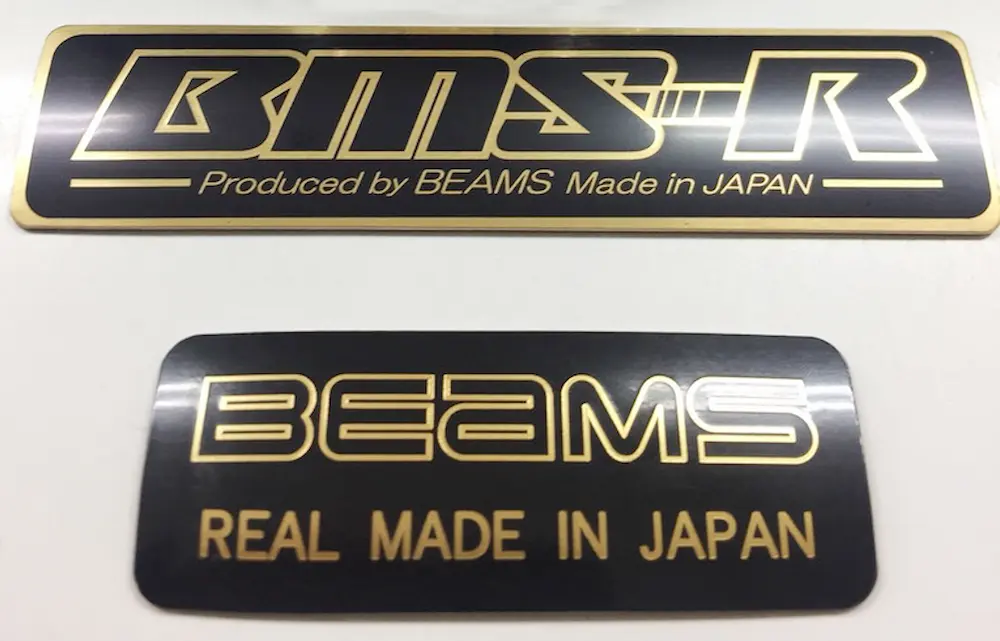 BMS-R
Produced by BEAMS Made in JAPAN
BEAMS
REAL MADE IN JAPAN